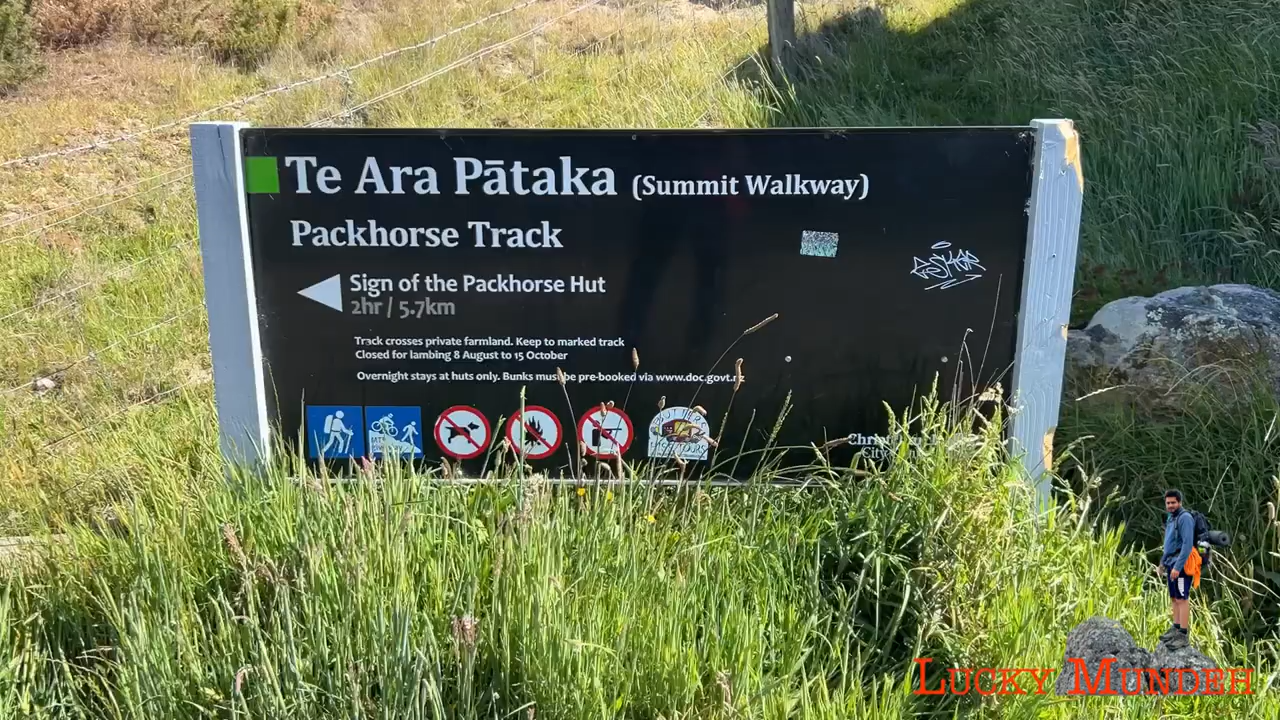 Te Ara Pātaka (Summit Walkway)
Packhorse Track
Sign of the Packhorse Hut
2hr / 5.7km
Track crosses private farmland. Keep to marked track
Closed for lambing 8 August to 15 October
Overnight stays at huts only. Bunks must be pre-booked via www.doc.govt.nz
Lucky Mundeh